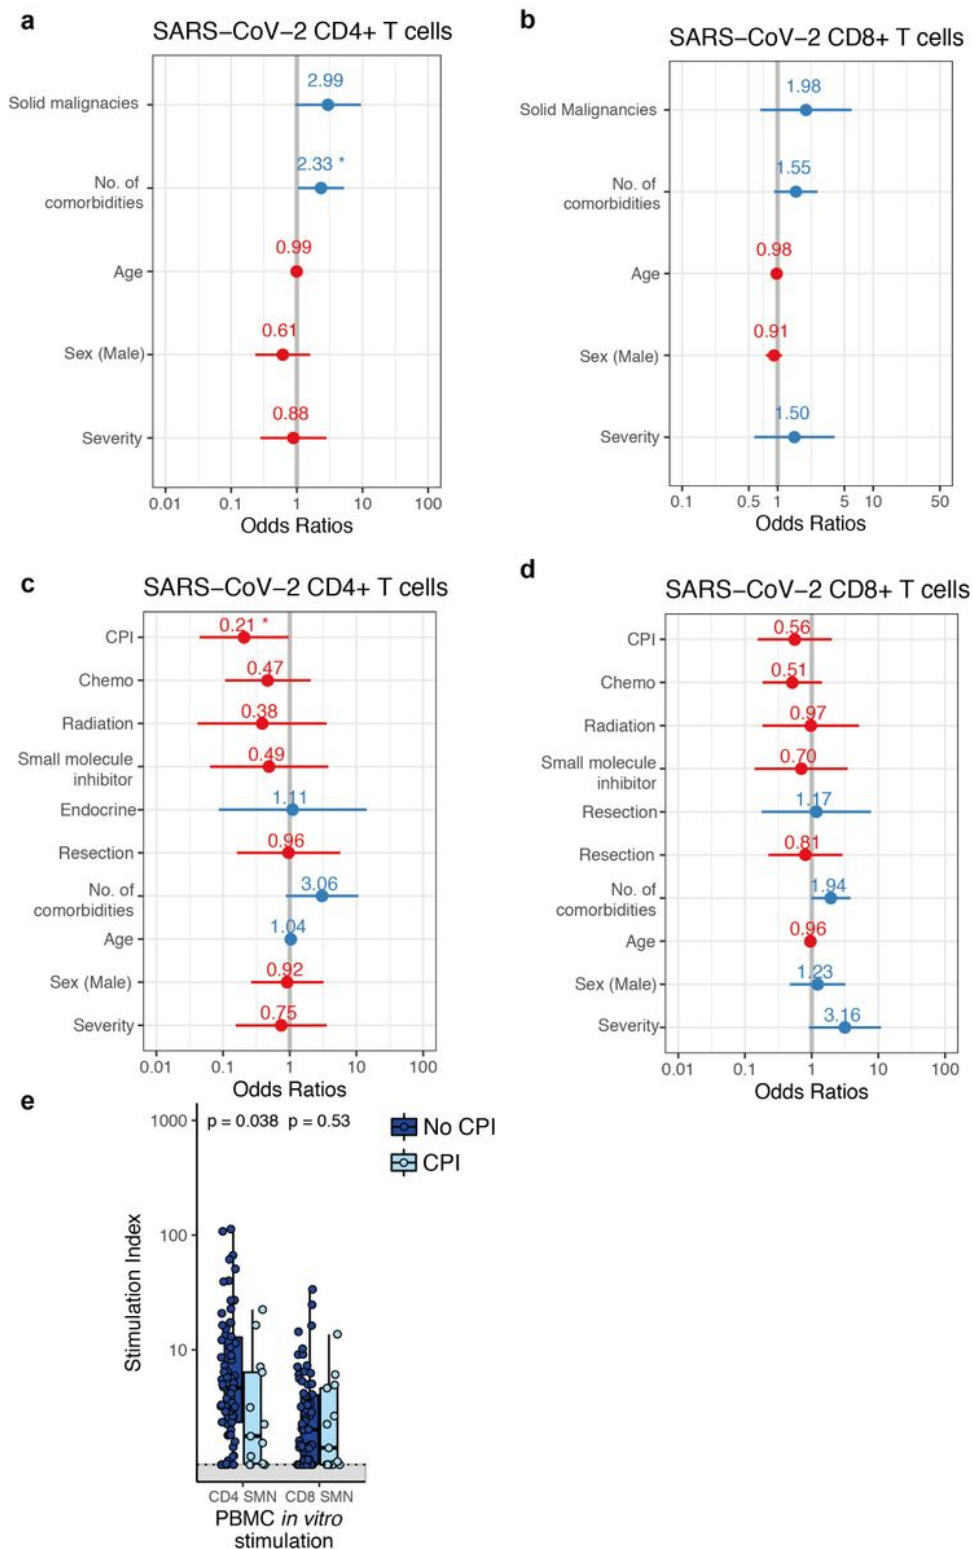 a
SARS–CoV–2 CD4+ T cells
Solid malignacies
2.99
No. of
comorbidities
2.33 *
Age
0.99
Sex (Male)
0.61
Severity
0.88
0.01 0.1 1 10 100
Odds Ratios
b
SARS–CoV–2 CD8+ T cells
Solid Malignancies
1.98
No. of
comorbidities
1.55
Age
0.98
Sex (Male)
0.91
Severity
1.50
0.1 0.5 1 5 10 50
Odds Ratios
c
SARS–CoV–2 CD4+ T cells
CPI
0.21 *
Chemo
0.47
Radiation
0.38
Small molecule
inhibitor
0.49
Endocrine
1.11
Resection
0.96
No. of
comorbidities
3.06
Age
1.04
Sex (Male)
0.92
Severity
0.75
0.01 0.1 1 10 100
Odds Ratios
d
SARS–CoV–2 CD8+ T cells
CPI
0.56
Chemo
0.51
Radiation
0.97
Small molecule
inhibitor
0.70
Resection
1.17
Resection
0.81
No. of
comorbidities
1.94
Age
0.96
Sex (Male)
1.23
Severity
3.16
0.01 0.1 1 10 100
Odds Ratios
e
1000
100
10
Stimulation Index
p = 0.038 p = 0.53
No CPI
CPI
CD4 SMN CD8 SMN
PBMC in vitro
stimulation